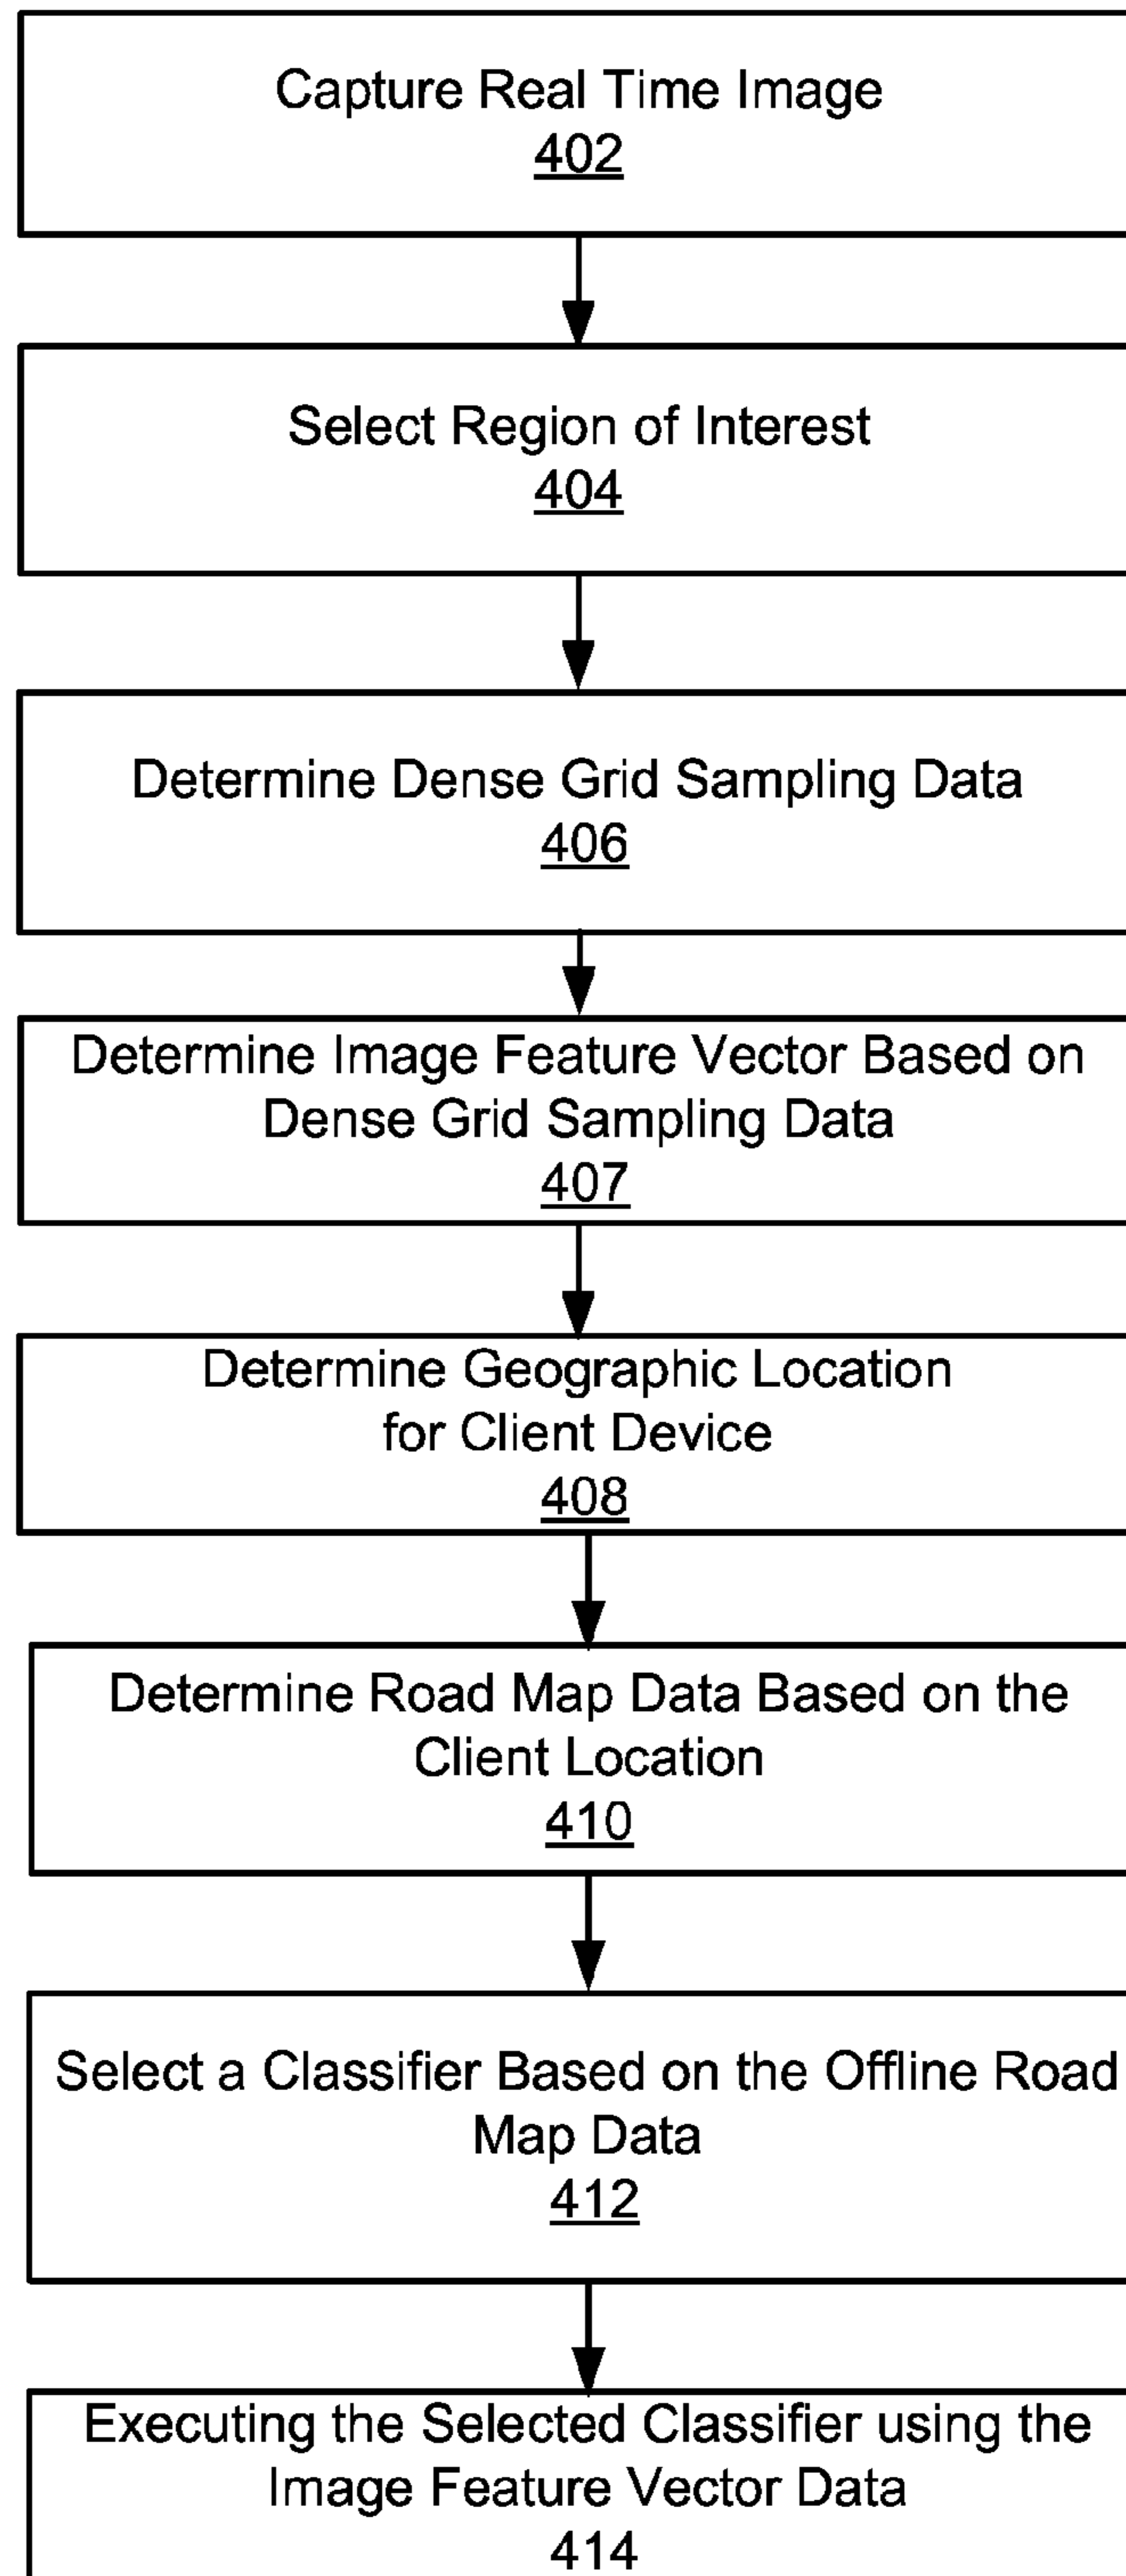 Capture Real Time Image
402
Select Region of Interest
404
Determine Dense Grid Sampling Data
406
Determine Image Feature Vector Based on
Dense Grid Sampling Data
407
Determine Geographic Location
for Client Device
408
Determine Road Map Data Based on the
Client Location
410
Select a Classifier Based on the Offline Road
Map Data
412
Executing the Selected Classifier using the
Image Feature Vector Data
414